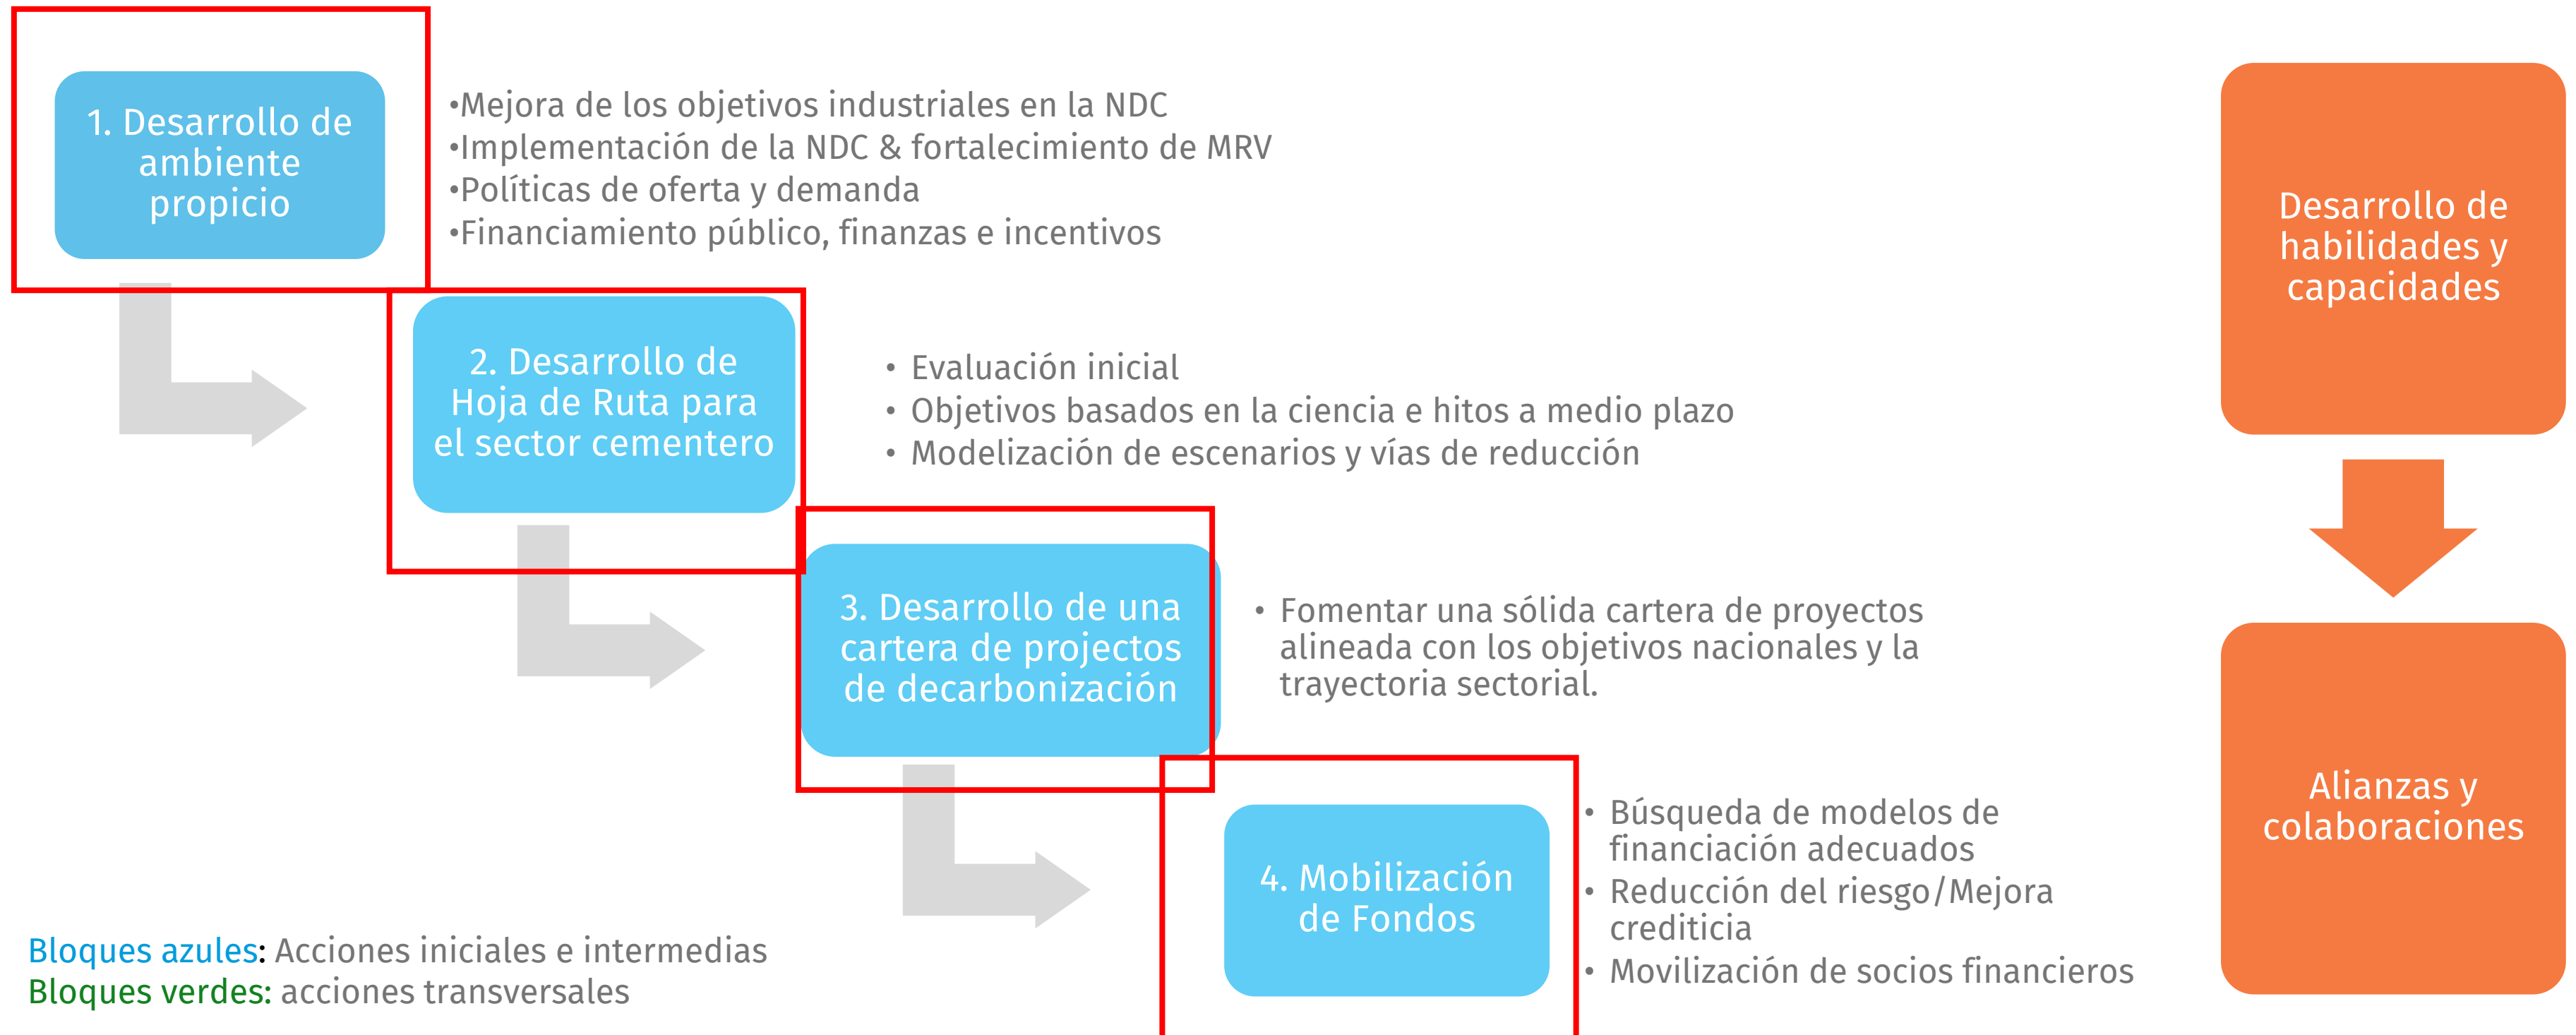 1. Desarrollo de
ambiente
propicio
•Mejora de los objetivos industriales en la NDC
•Implementación de la NDC & fortalecimiento de MRV
•Políticas de oferta y demanda
•Financiamiento público, finanzas e incentivos
2. Desarrollo de
Hoja de Ruta para
el sector cementero
• Evaluación inicial
• Objetivos basados en la ciencia e hitos a medio plazo
• Modelización de escenarios y vías de reducción
3. Desarrollo de una
cartera de projectos
de decarbonización
• Fomentar una sólida cartera de proyectos
alineada con los objetivos nacionales y la
trayectoria sectorial.
4. Mobilización
de Fondos
• Búsqueda de modelos de
financiación adecuados
• Reducción del riesgo/Mejora
crediticia
• Movilización de socios financieros
Desarrollo de
habilidades y
capacidades
Alianzas y
colaboraciones
Bloques azules: Acciones iniciales e intermedias
Bloques verdes: acciones transversales